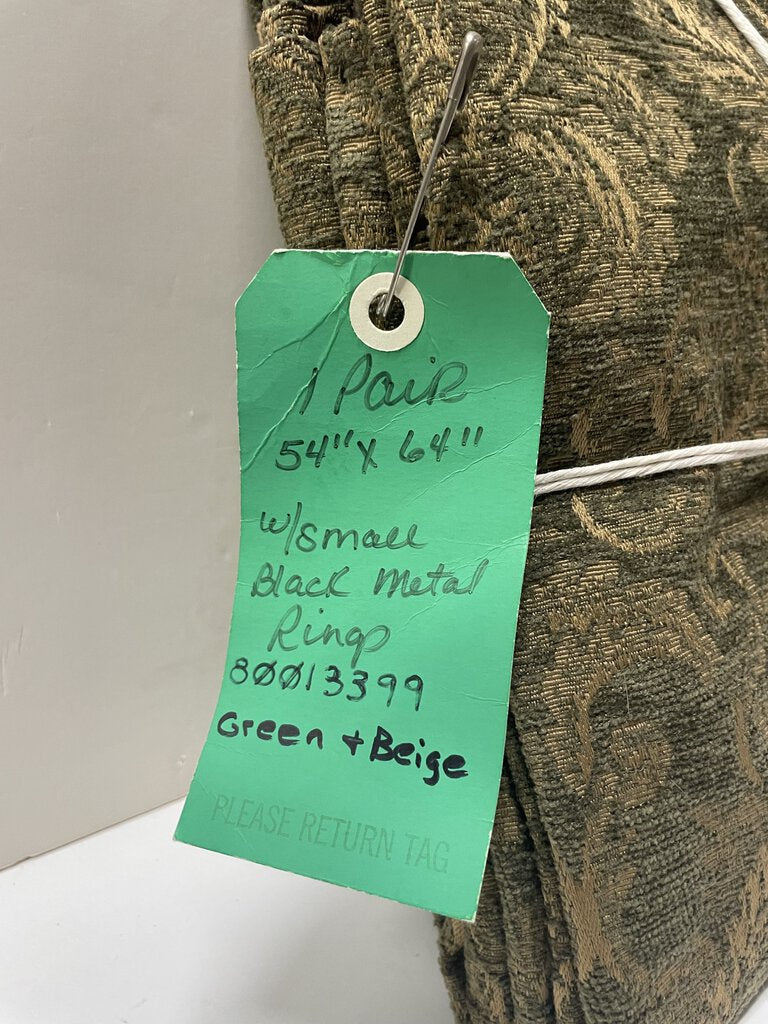 1 Pair
54" X 64"
w/small
Black Metal
Rings
80013399
Green + Beige
PLEASE RETURN TAG